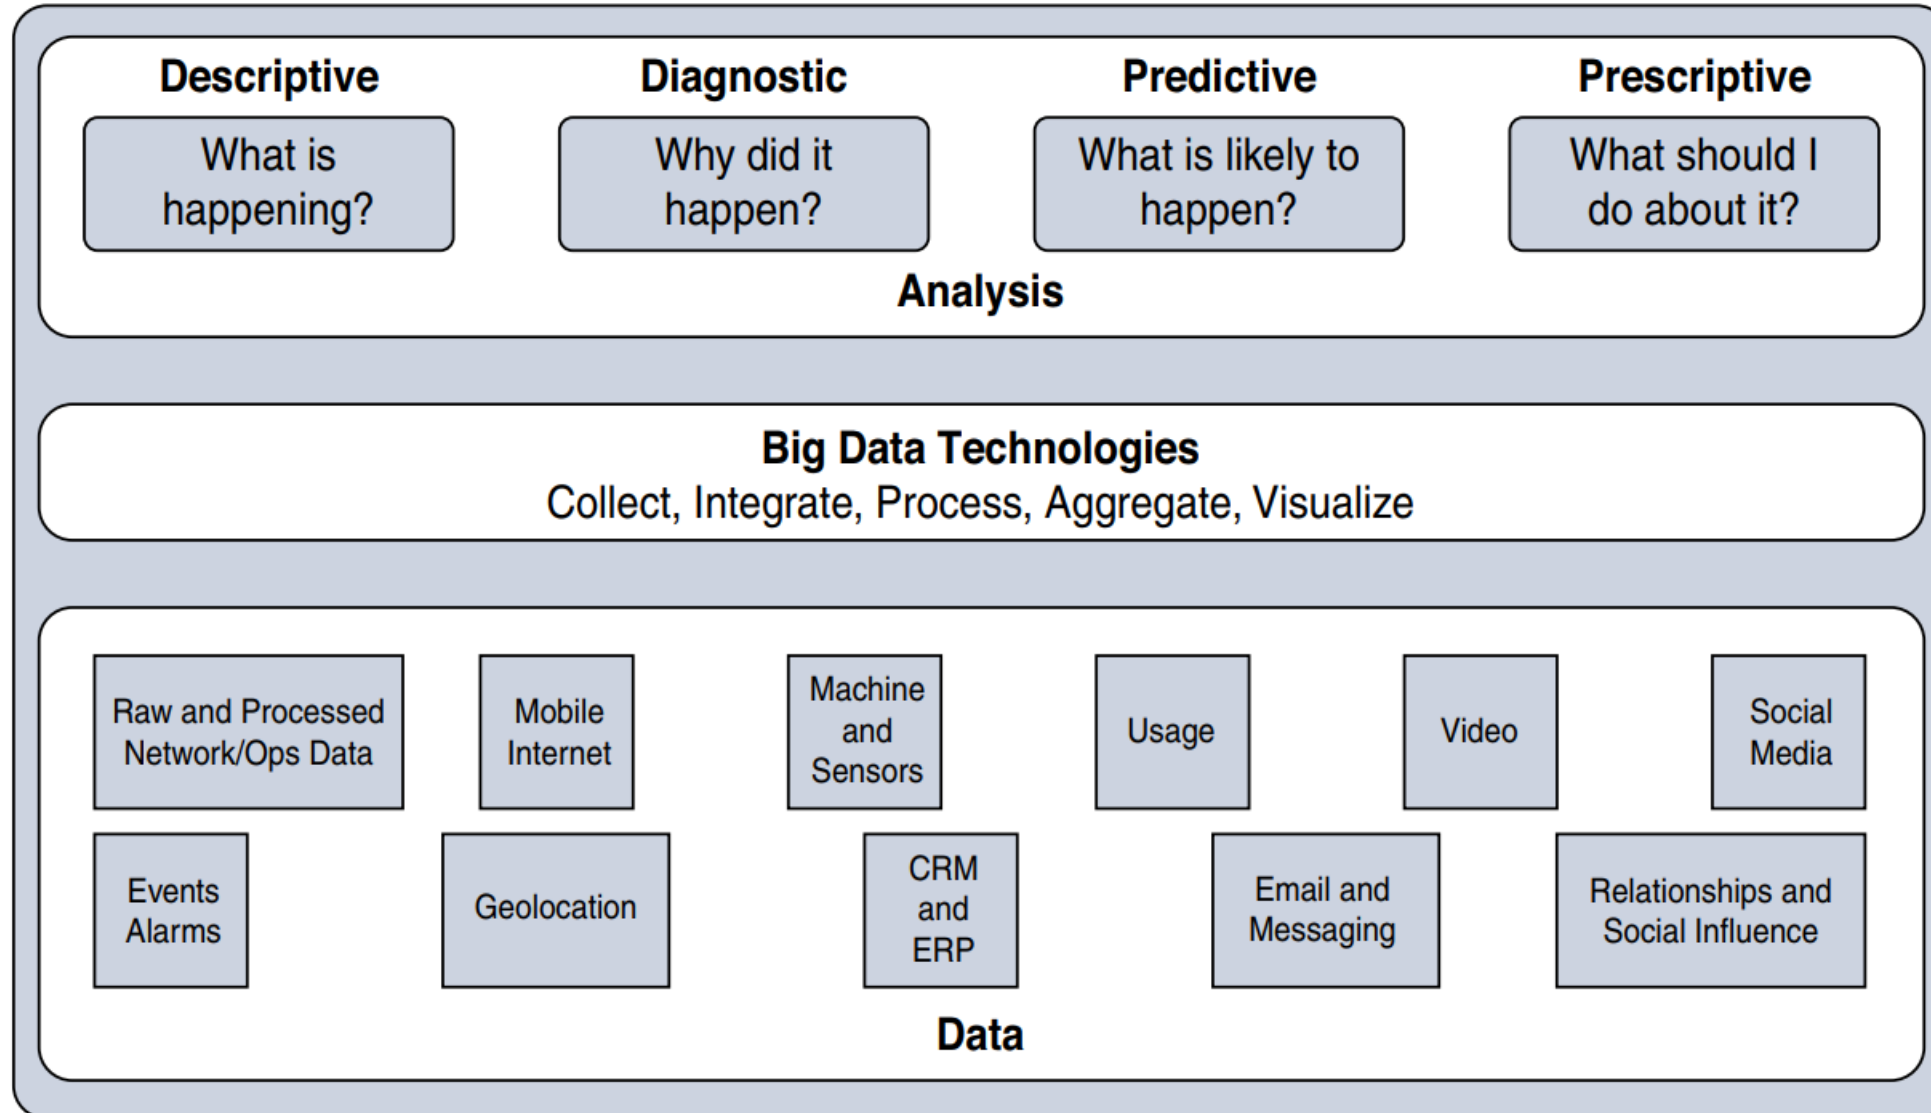 Descriptive
What is
happening?
Diagnostic
Why did it
happen?
Predictive
What is likely to
happen?
Prescriptive
What should I
do about it?
Analysis
Big Data Technologies
Collect, Integrate, Process, Aggregate, Visualize
Raw and Processed
Network/Ops Data
Mobile
Internet
Machine
and
Sensors
Usage
Video
Social
Media
Events
Alarms
Geolocation
CRM
and
ERP
Email and
Messaging
Relationships and
Social Influence
Data